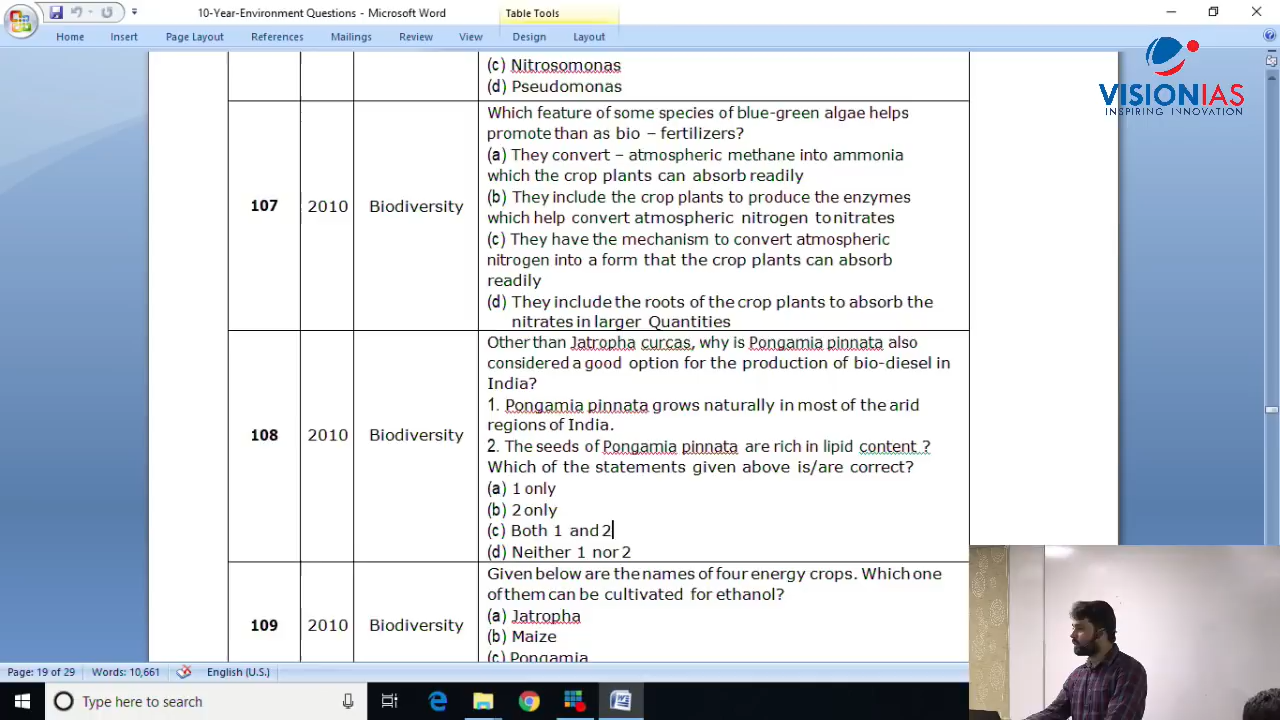 10-Year-Environment Questions - Microsoft Word
Table Tools
Home Insert Page Layout References Mailings Review View Design Layout
VISIONIAS
INSPIRING INNOVATION
(c) Nitrosomonas
(d) Pseudomonas
107 2010 Biodiversity
Which feature of some species of blue-green algae helps
promote than as bio – fertilizers?
(a) They convert – atmospheric methane into ammonia
which the crop plants can absorb readily
(b) They include the crop plants to produce the enzymes
which help convert atmospheric nitrogen to nitrates
(c) They have the mechanism to convert atmospheric
nitrogen into a form that the crop plants can absorb
readily
(d) They include the roots of the crop plants to absorb the
nitrates in larger Quantities
108 2010 Biodiversity
Other than Jatropha curcas, why is Pongamia pinnata also
considered a good option for the production of bio-diesel in
India?
1. Pongamia pinnata grows naturally in most of the arid
regions of India.
2. The seeds of Pongamia pinnata are rich in lipid content ?
Which of the statements given above is/are correct?
(a) 1 only
(b) 2 only
(c) Both 1 and 2
(d) Neither 1 nor 2
109 2010 Biodiversity
Given below are the names of four energy crops. Which one
of them can be cultivated for ethanol?
(a) Jatropha
(b) Maize
(c) Pongamia
Page: 19 of 29 Words: 10,661 English (U.S.)
Type here to search